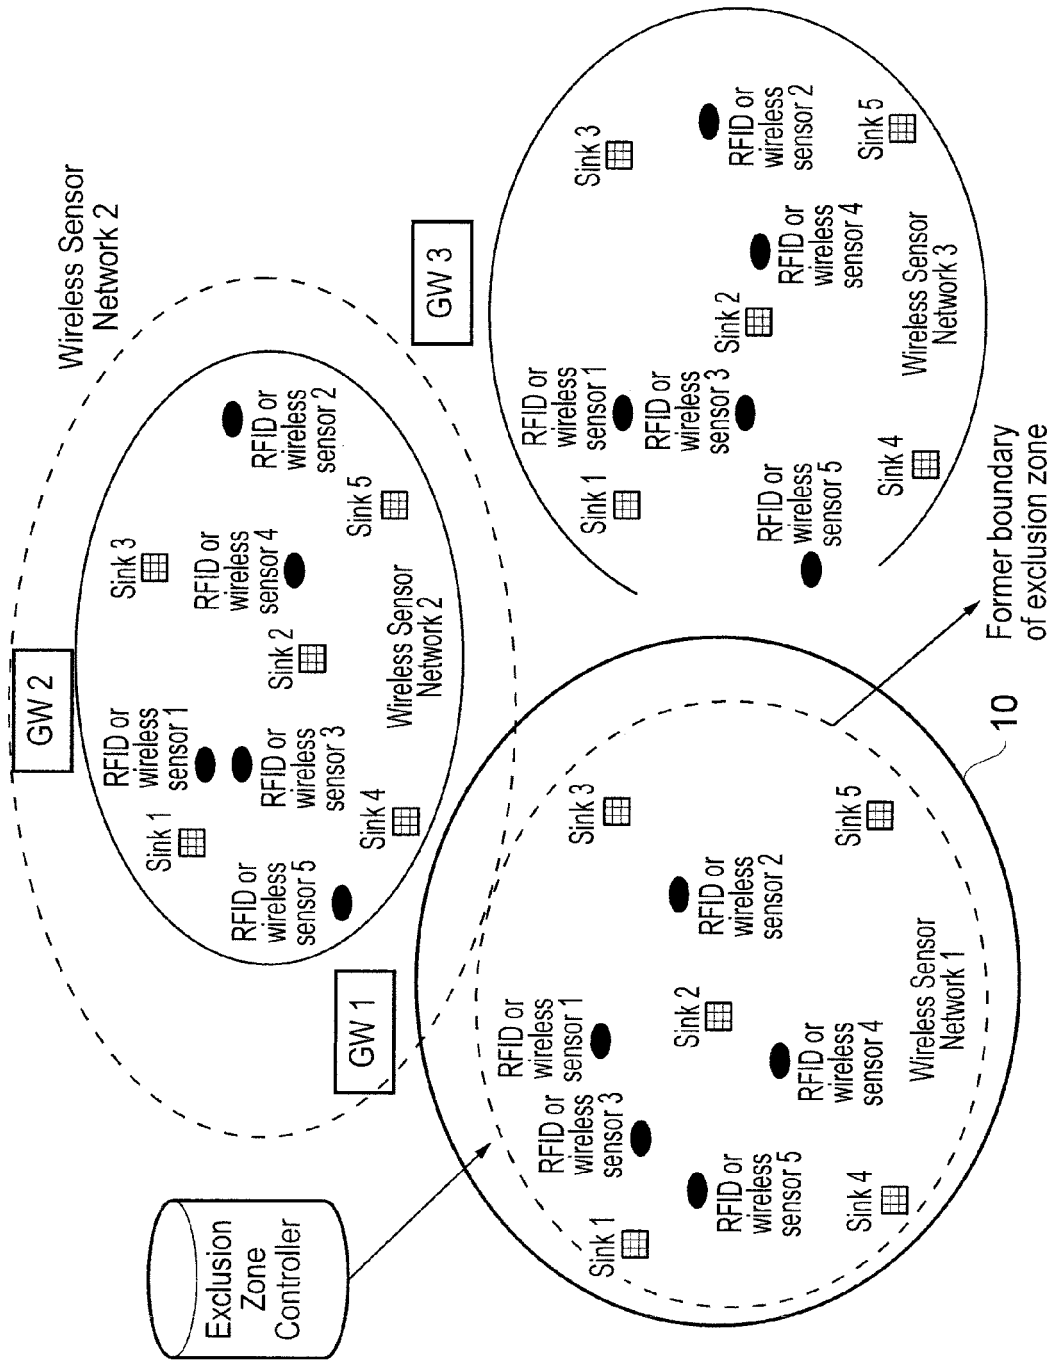 Exclusion
Zone
Controller
GW 1
GW 2
GW 3
Wireless Sensor
Network 2
Sink 1
RFID or
wireless
sensor 1
Sink 3
RFID or
wireless
sensor 3
RFID or
wireless
sensor 4
RFID or
wireless
sensor 2
RFID or
wireless
sensor 5
Sink 2
Sink 5
Sink 4
Wireless Sensor
Network 2
Sink 1
RFID or
wireless
sensor 3
RFID or
wireless
sensor 1
Sink 3
RFID or
wireless
sensor 5
Sink 2
RFID or
wireless
sensor 2
RFID or
wireless
sensor 4
Sink 4
Sink 5
Wireless Sensor
Network 1
Sink 1
RFID or
wireless
sensor 1
Sink 3
RFID or
wireless
sensor 3
Sink 2
RFID or
wireless
sensor 2
RFID or
wireless
sensor 5
RFID or
wireless
sensor 4
Sink 4
Sink 5
Wireless Sensor
Network 3
10
Former boundary
of exclusion zone